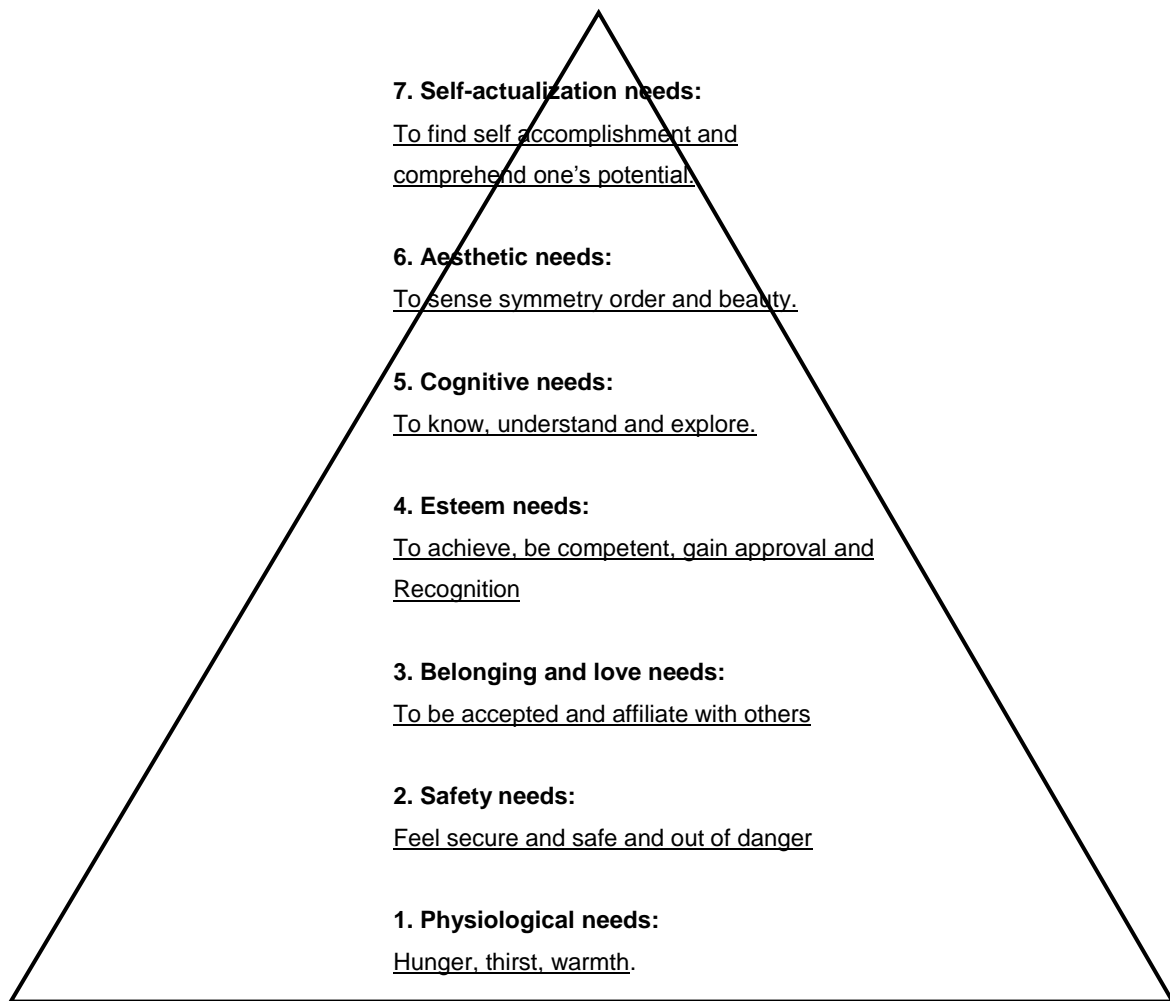 7. Self-actualization needs:
To find self accomplishment and
comprehend one’s potential.
6. Aesthetic needs:
To sense symmetry order and beauty.
5. Cognitive needs:
To know, understand and explore.
4. Esteem needs:
To achieve, be competent, gain approval and
Recognition
3. Belonging and love needs:
To be accepted and affiliate with others
2. Safety needs:
Feel secure and safe and out of danger
1. Physiological needs:
Hunger, thirst, warmth.